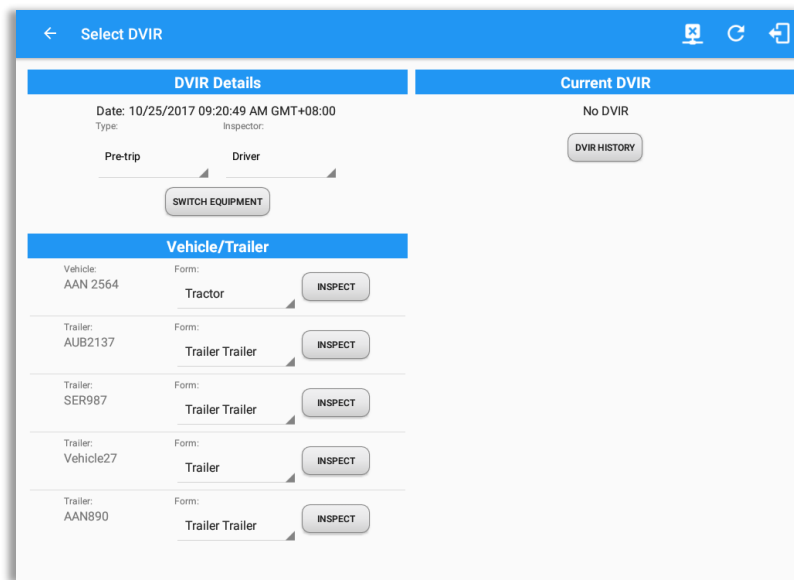 Select DVIR
DVIR Details
Date: 10/25/2017 09:20:49 AM GMT+08:00
Type: Inspector:
Pre-trip Driver
SWITCH EQUIPMENT
Vehicle/Trailer
Vehicle: Form:
AAN 2564 Tractor INSPECT
Trailer: Form:
AUB2137 Trailer Trailer INSPECT
Trailer: Form:
SER987 Trailer Trailer INSPECT
Trailer: Form:
Vehicle27 Trailer INSPECT
Trailer: Form:
AAN890 Trailer Trailer INSPECT
Current DVIR
No DVIR
DVIR HISTORY